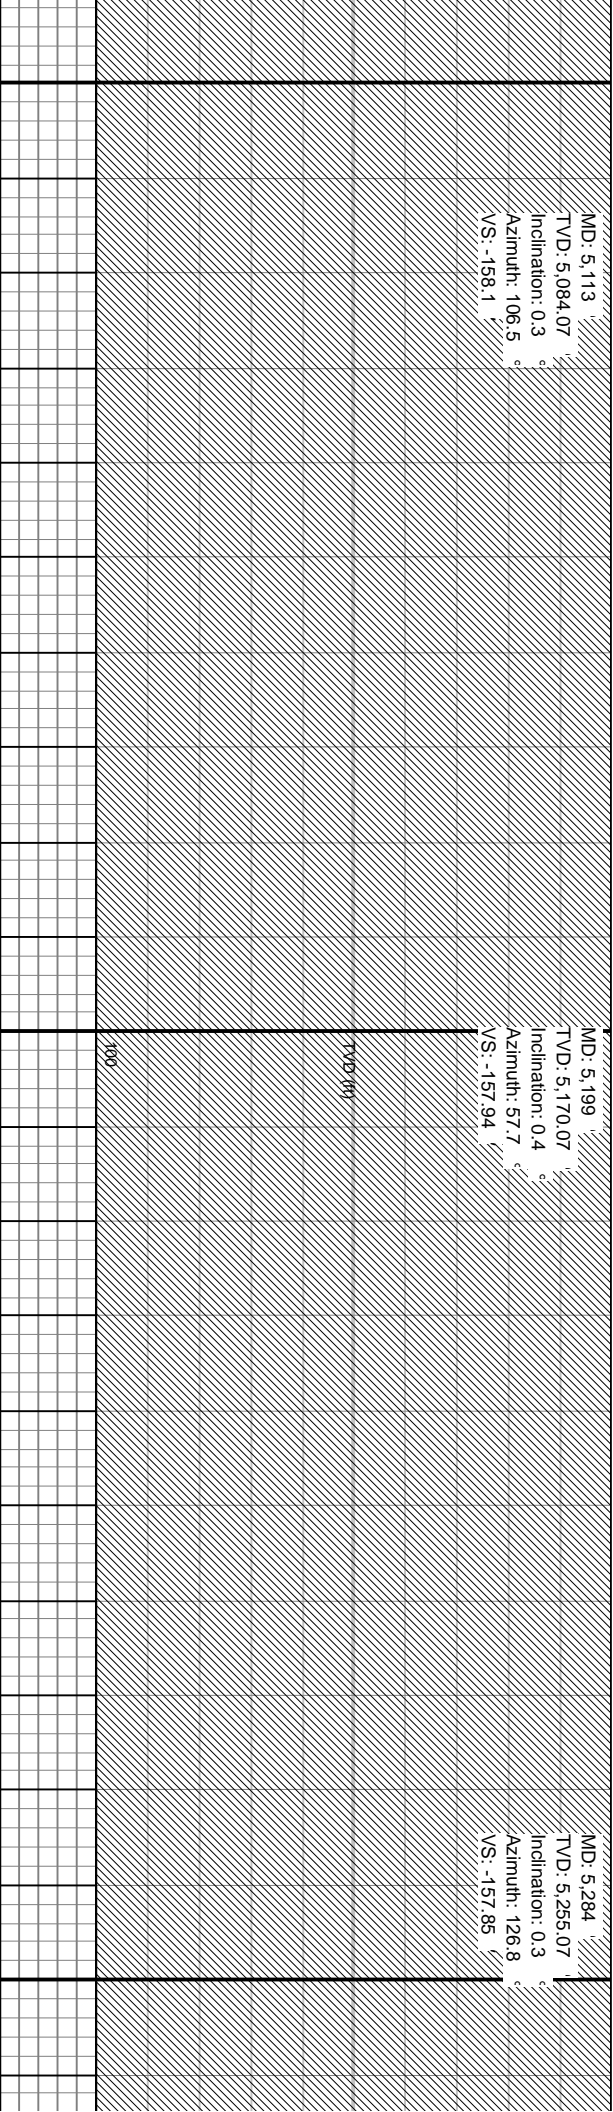 MD: 5,113
TVD: 5,084.07
Inclination: 0.3 °
Azimuth: 106.5 °
VS: -158.1
100
TVD (ft)
MD: 5,199
TVD: 5,170.07
Inclination: 0.4 °
Azimuth: 57.7 °
VS: -157.94
MD: 5,284
TVD: 5,255.07
Inclination: 0.3 °
Azimuth: 126.8 °
VS: -157.85